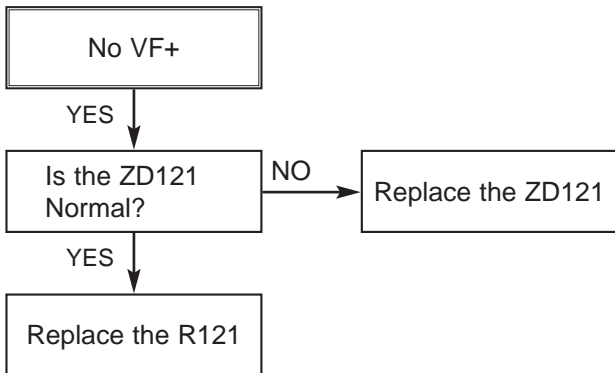 No VF+
YES
Is the ZD121
Normal?
NO
Replace the ZD121
YES
Replace the R121